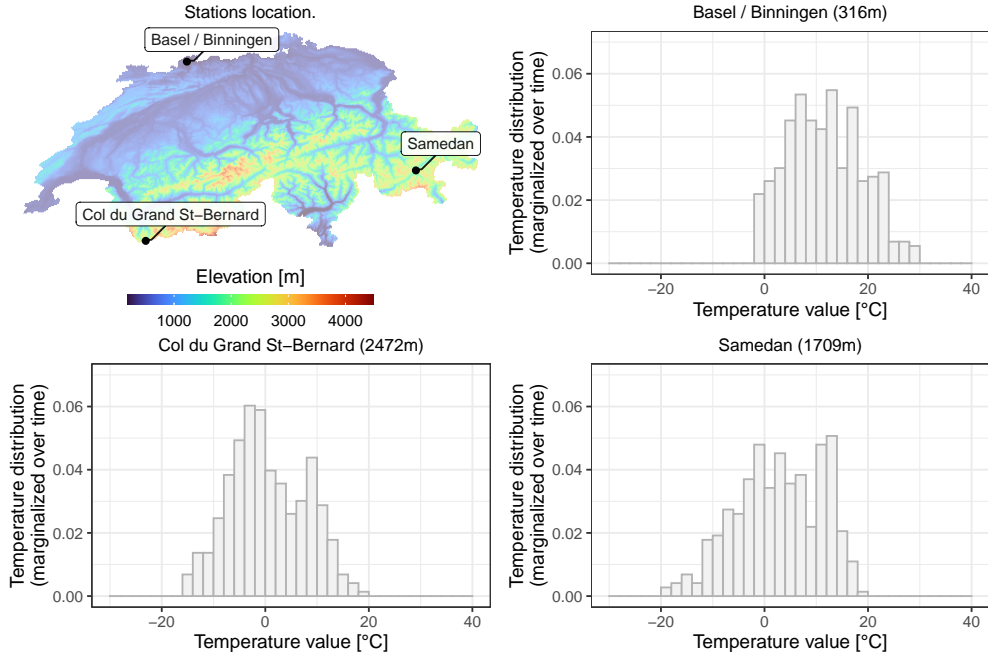 Stations location.
Basel / Binningen
Samedan
Col du Grand St−Bernard
Elevation [m]
1000 2000 3000 4000
Basel / Binningen (316m)
Temperature distribution
(marginalized over time)
0.06
0.04
0.02
0.00
−20 0 20 40
Temperature value [°C]
Col du Grand St−Bernard (2472m)
Temperature distribution
(marginalized over time)
0.06
0.04
0.02
0.00
−20 0 20 40
Temperature value [°C]
Samedan (1709m)
Temperature distribution
(marginalized over time)
0.06
0.04
0.02
0.00
−20 0 20 40
Temperature value [°C]